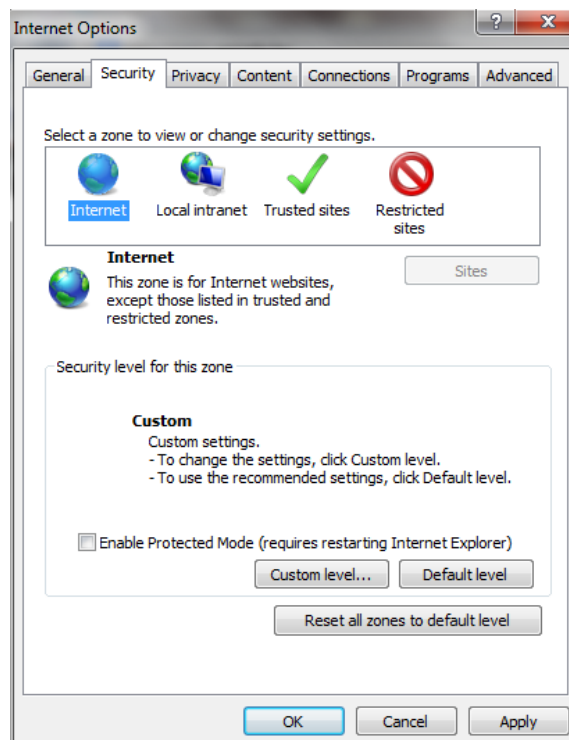 Internet Options
?
X
General Security Privacy Content Connections Programs Advanced
Select a zone to view or change security settings.
Internet Local intranet Trusted sites Restricted
sites
Internet
Sites
This zone is for Internet websites,
except those listed in trusted and
restricted zones.
Security level for this zone
Custom
Custom settings.
- To change the settings, click Custom level.
- To use the recommended settings, click Default level.
Enable Protected Mode (requires restarting Internet Explorer)
Custom level... Default level
Reset all zones to default level
OK Cancel Apply